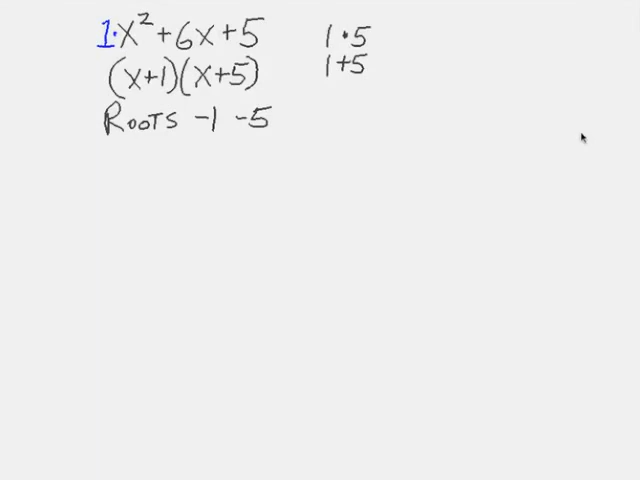 1·x² + 6x + 5
(x+1)(x+5)
Roots -1 -5
1 · 5
1+5